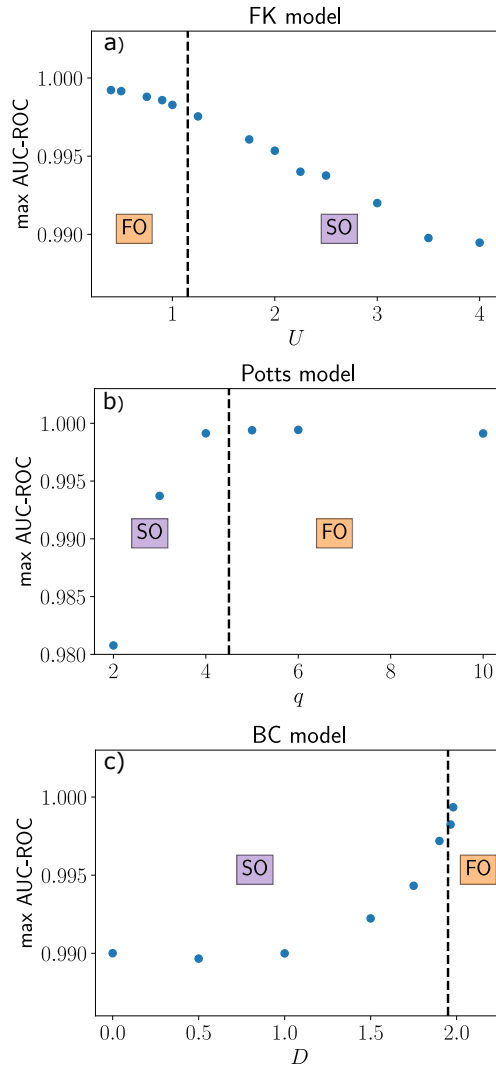 FK model
a)
1.000
0.995
0.990
max AUC-ROC
FO
SO
1 2 3 4
U
Potts model
b)
1.000
0.995
0.990
0.985
0.980
max AUC-ROC
SO
FO
2 4 6 8 10
q
BC model
c)
1.000
0.995
0.990
max AUC-ROC
SO
FO
0.0 0.5 1.0 1.5 2.0
D